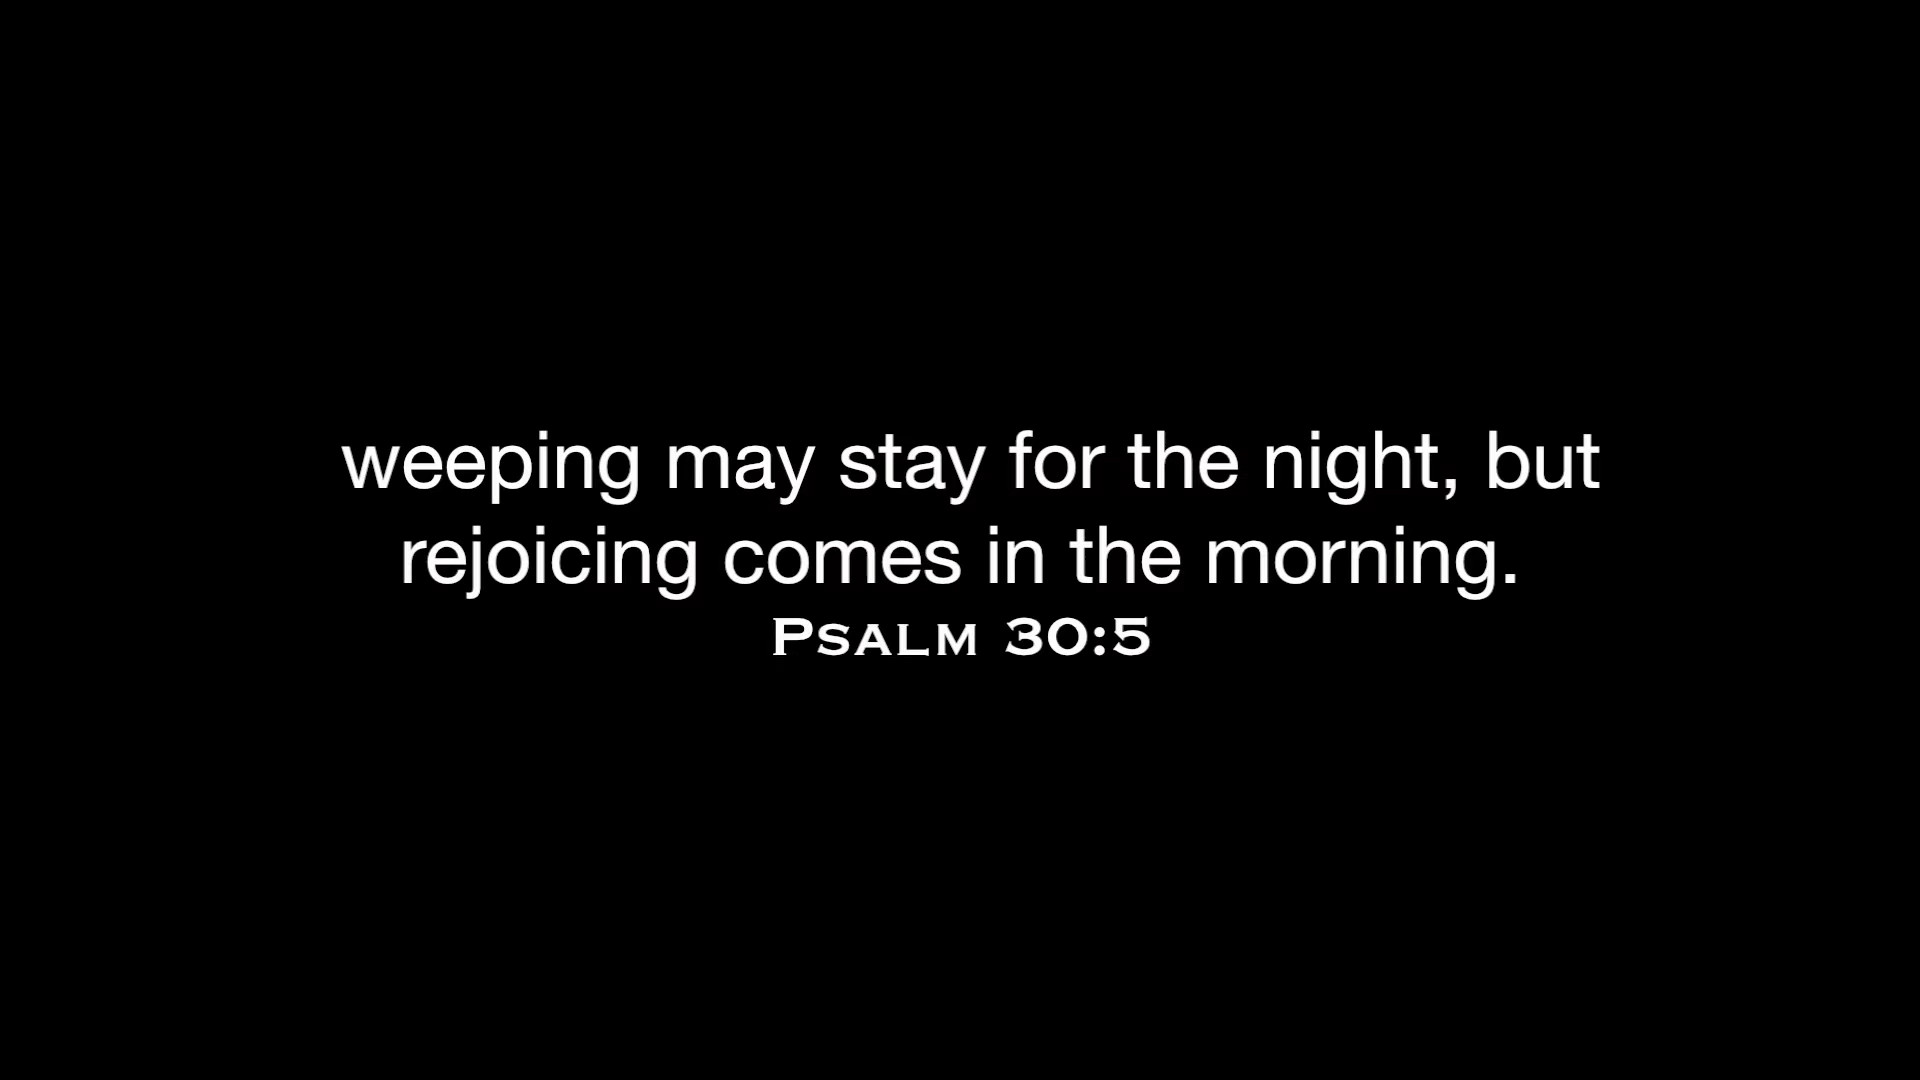 weeping may stay for the night, but
rejoicing comes in the morning.
Psalm 30:5